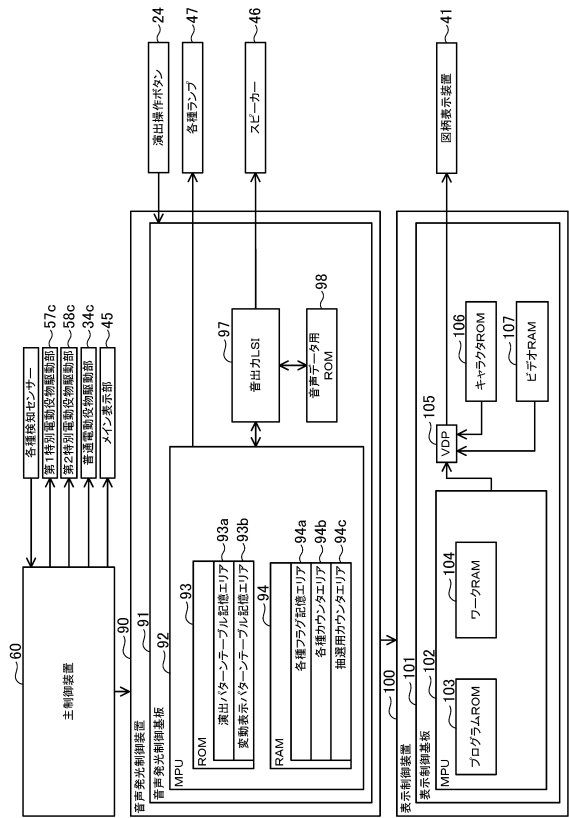 60
主制御装置
各種検知センサー
第1特別電動役物駆動部
57c
第2特別電動役物駆動部
58c
普通電動役物駆動部
34c
メイン表示部
45
90
音声発光制御装置
91
音声発光制御基板
92
MPU
93
ROM
演出パターンテーブル記憶エリア
93a
変動表示パターンテーブル記憶エリア
93b
94
RAM
各種フラグ記憶エリア
94a
各種カウンタエリア
94b
抽選用カウンタエリア
94c
97
音出力LSI
98
音声データ用
ROM
演出操作ボタン
24
各種ランプ
47
スピーカー
46
100
表示制御装置
101
表示制御基板
102
MPU
103
プログラムROM
104
ワークRAM
105
VDP
106
キャラクタROM
107
ビデオRAM
図柄表示装置
41